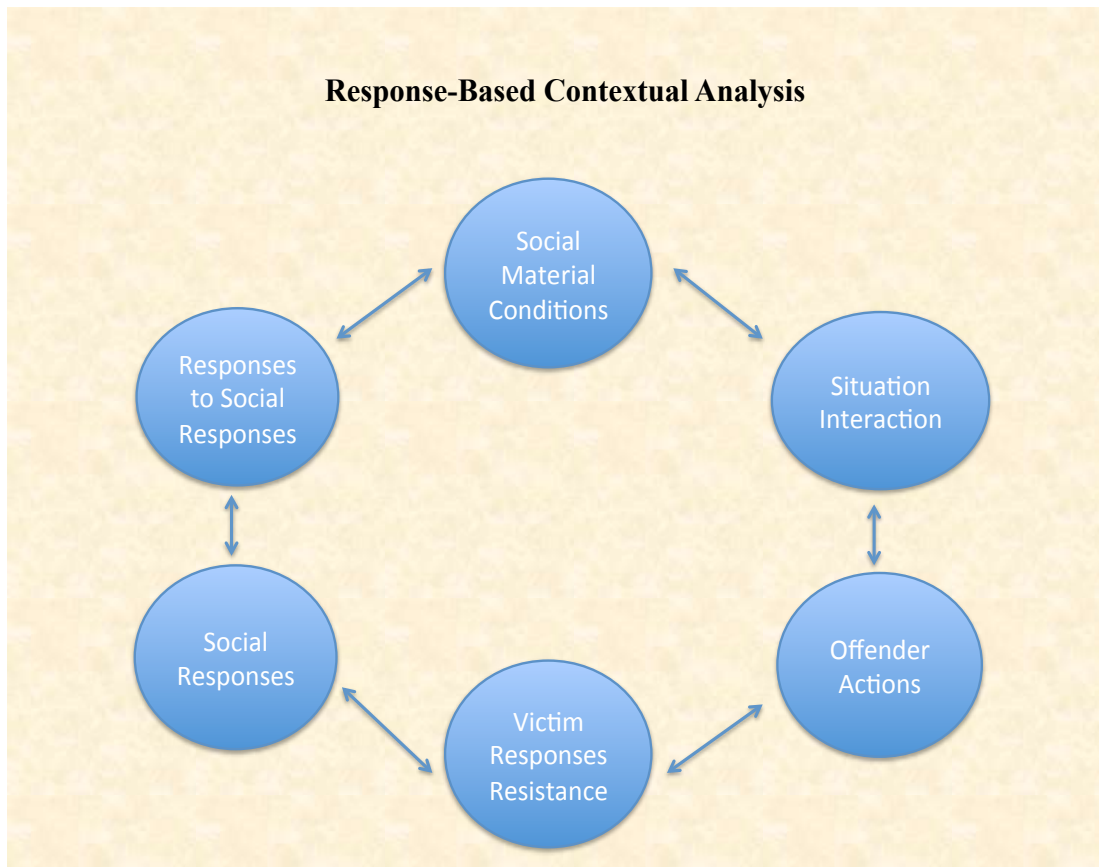 Response-Based Contextual Analysis
Social
Material
Conditions
Situation
Interaction
Offender
Actions
Victim
Responses
Resistance
Social
Responses
Responses
to Social
Responses